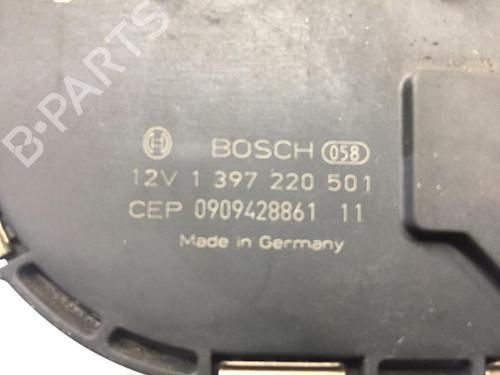 B-PARTS
BOSCH 058
12V 1 397 220 501
CEP 0909428861 11
Made in Germany